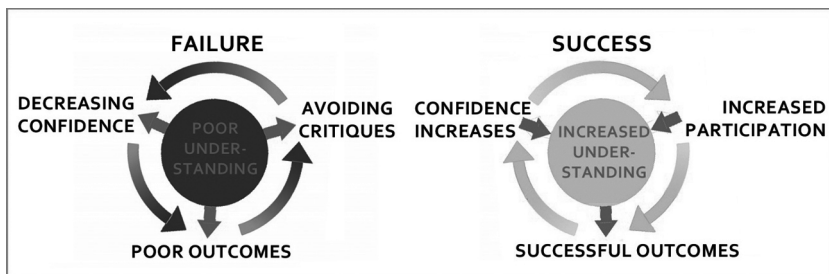 FAILURE
DECREASING
CONFIDENCE
POOR
UNDER-
STANDING
AVOIDING
CRITIQUES
POOR OUTCOMES
SUCCESS
CONFIDENCE
INCREASES
INCREASED
UNDER-
STANDING
INCREASED
PARTICIPATION
SUCCESSFUL OUTCOMES